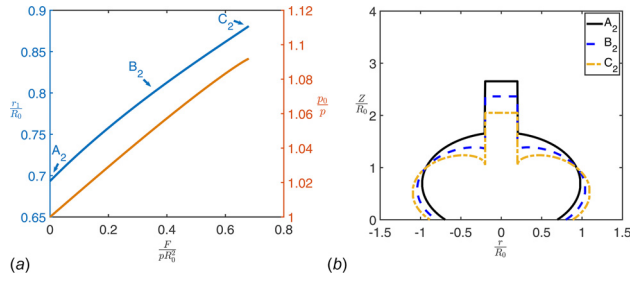 0.9
0.85
0.8
0.75
0.7
0.65
r₁/R₀
A₂
B₂
C₂
1.12
1.1
1.08
1.06
1.04
1.02
1
p₀/p
0 0.2 0.4 0.6 0.8
F/pR₀²
(a)
Z/R₀
4
3
2
1
0
A₂
B₂
C₂
-1.5 -1 -0.5 0 0.5 1 1.5
r/R₀
(b)